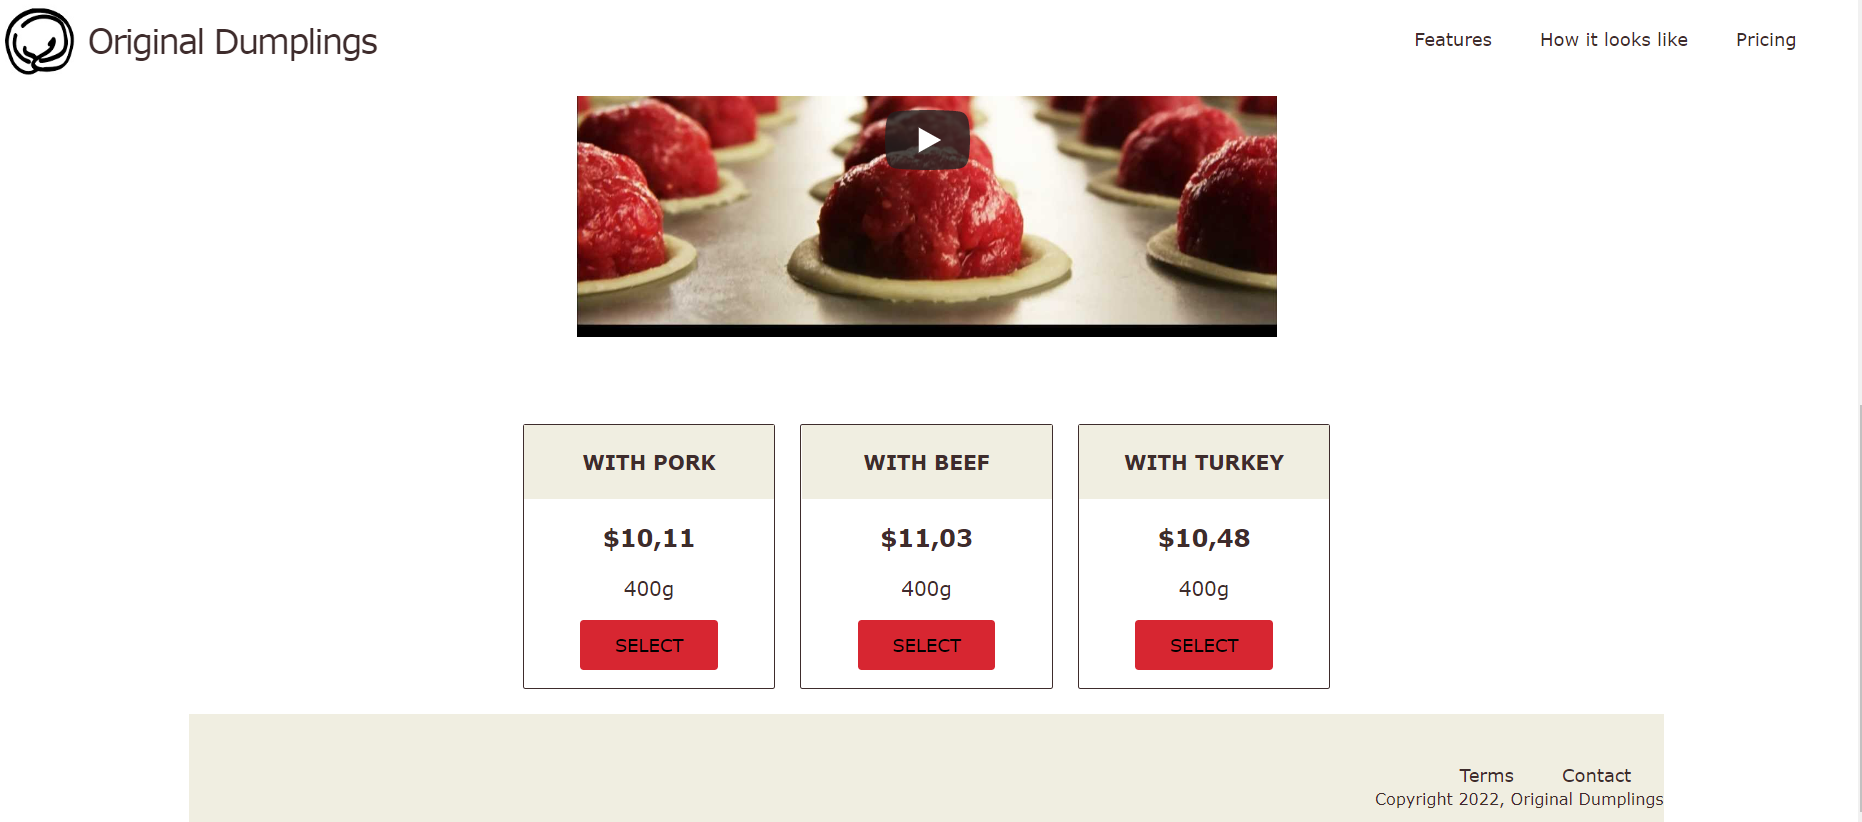 Original Dumplings
Features How it looks like Pricing
WITH PORK
$10,11
400g
SELECT
WITH BEEF
$11,03
400g
SELECT
WITH TURKEY
$10,48
400g
SELECT
Terms Contact
Copyright 2022, Original Dumplings